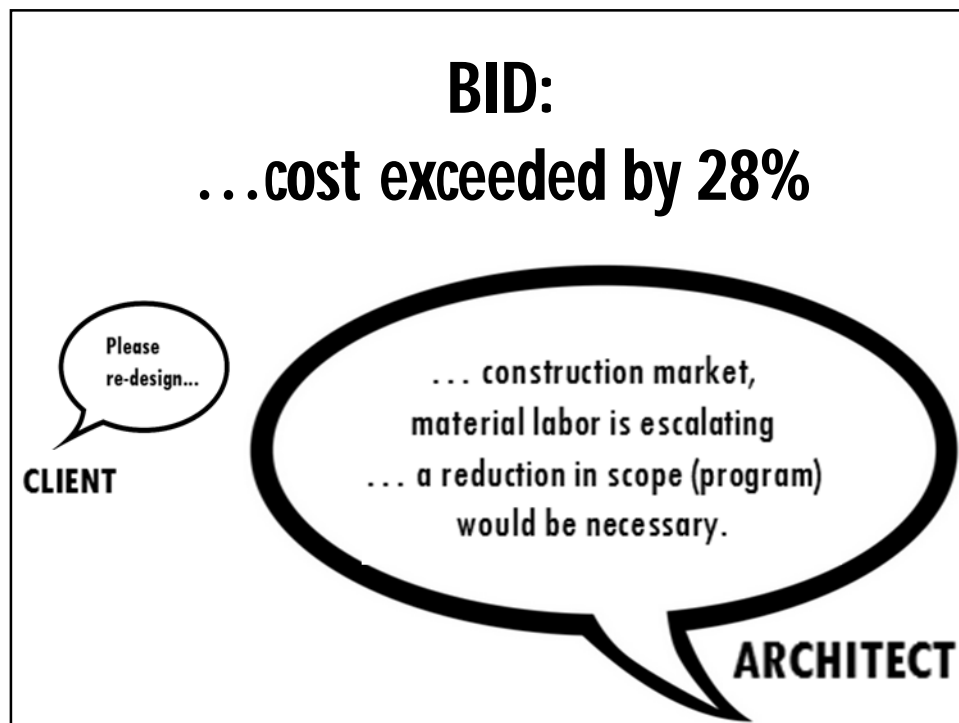 BID:
...cost exceeded by 28%
Please
re-design...
CLIENT
... construction market,
material labor is escalating
... a reduction in scope (program)
would be necessary.
ARCHITECT